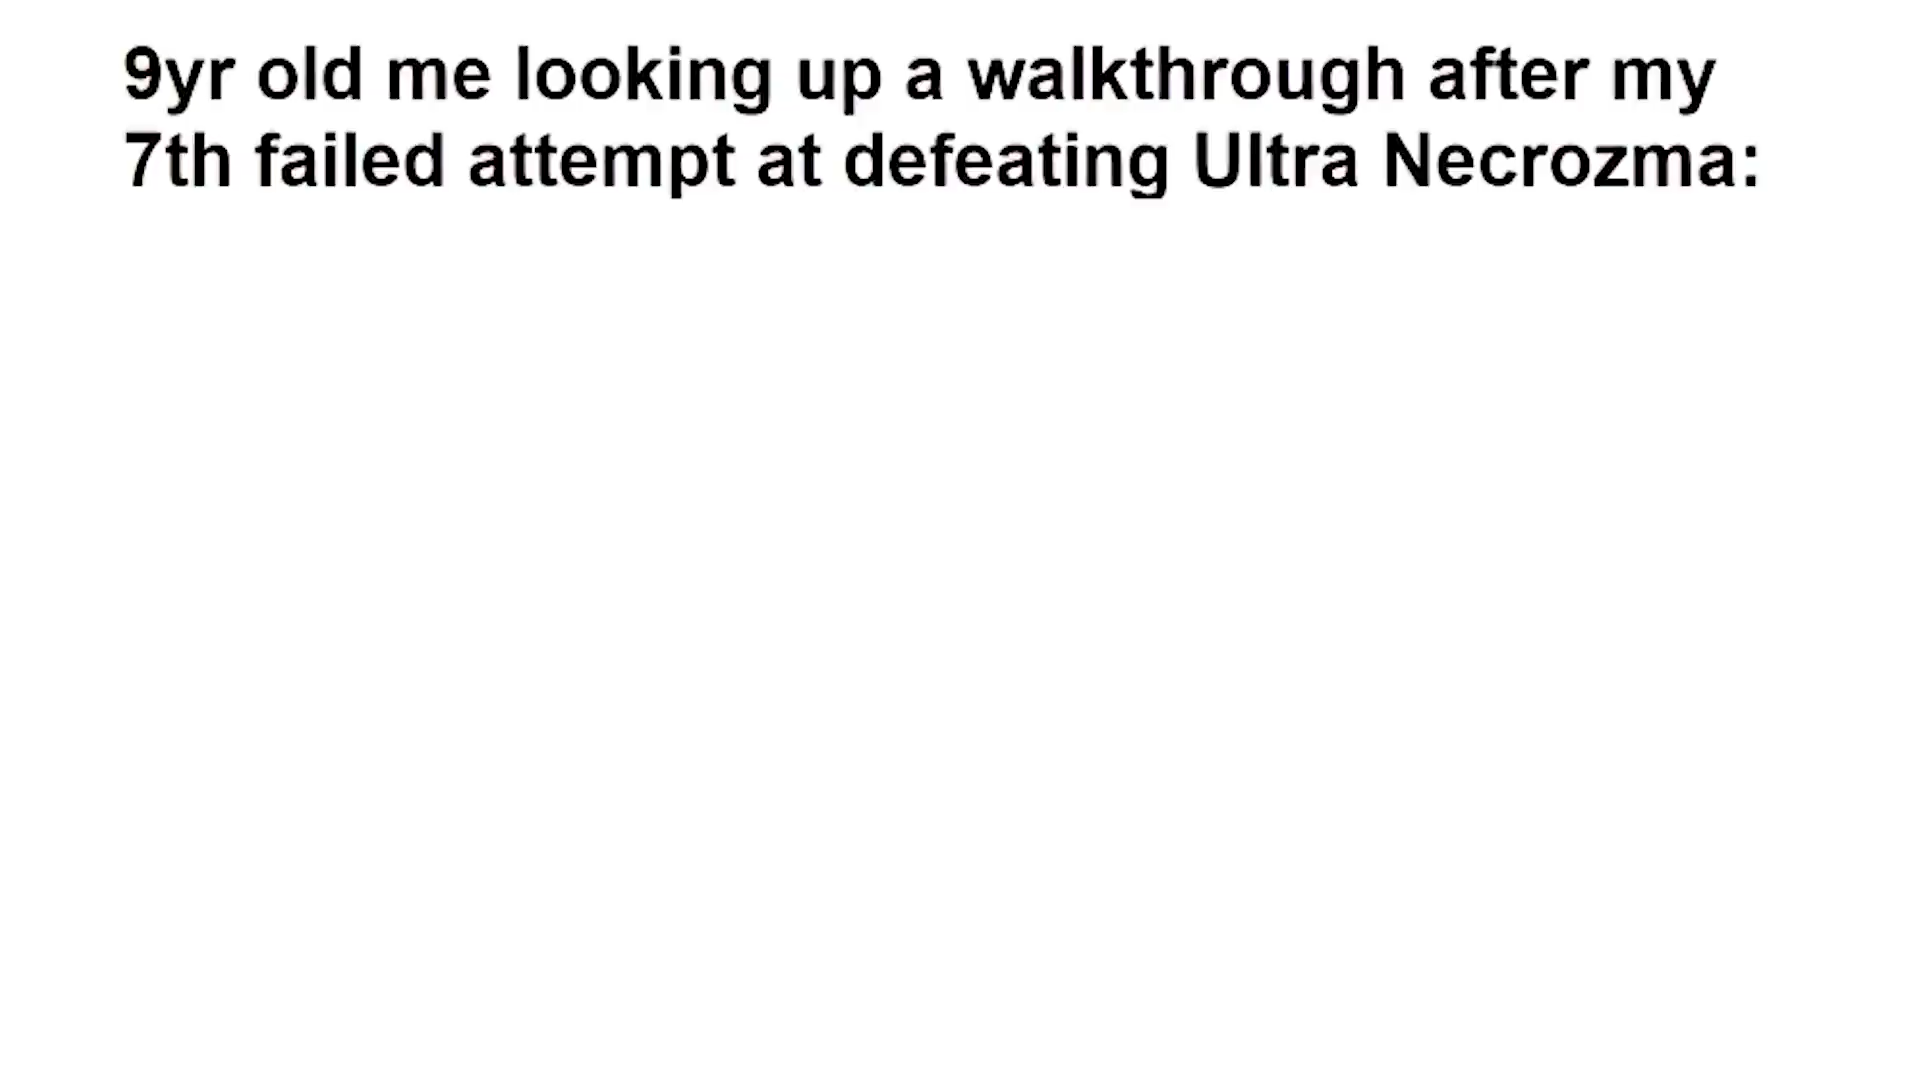 9yr old me looking up a walkthrough after my
7th failed attempt at defeating Ultra Necrozma: